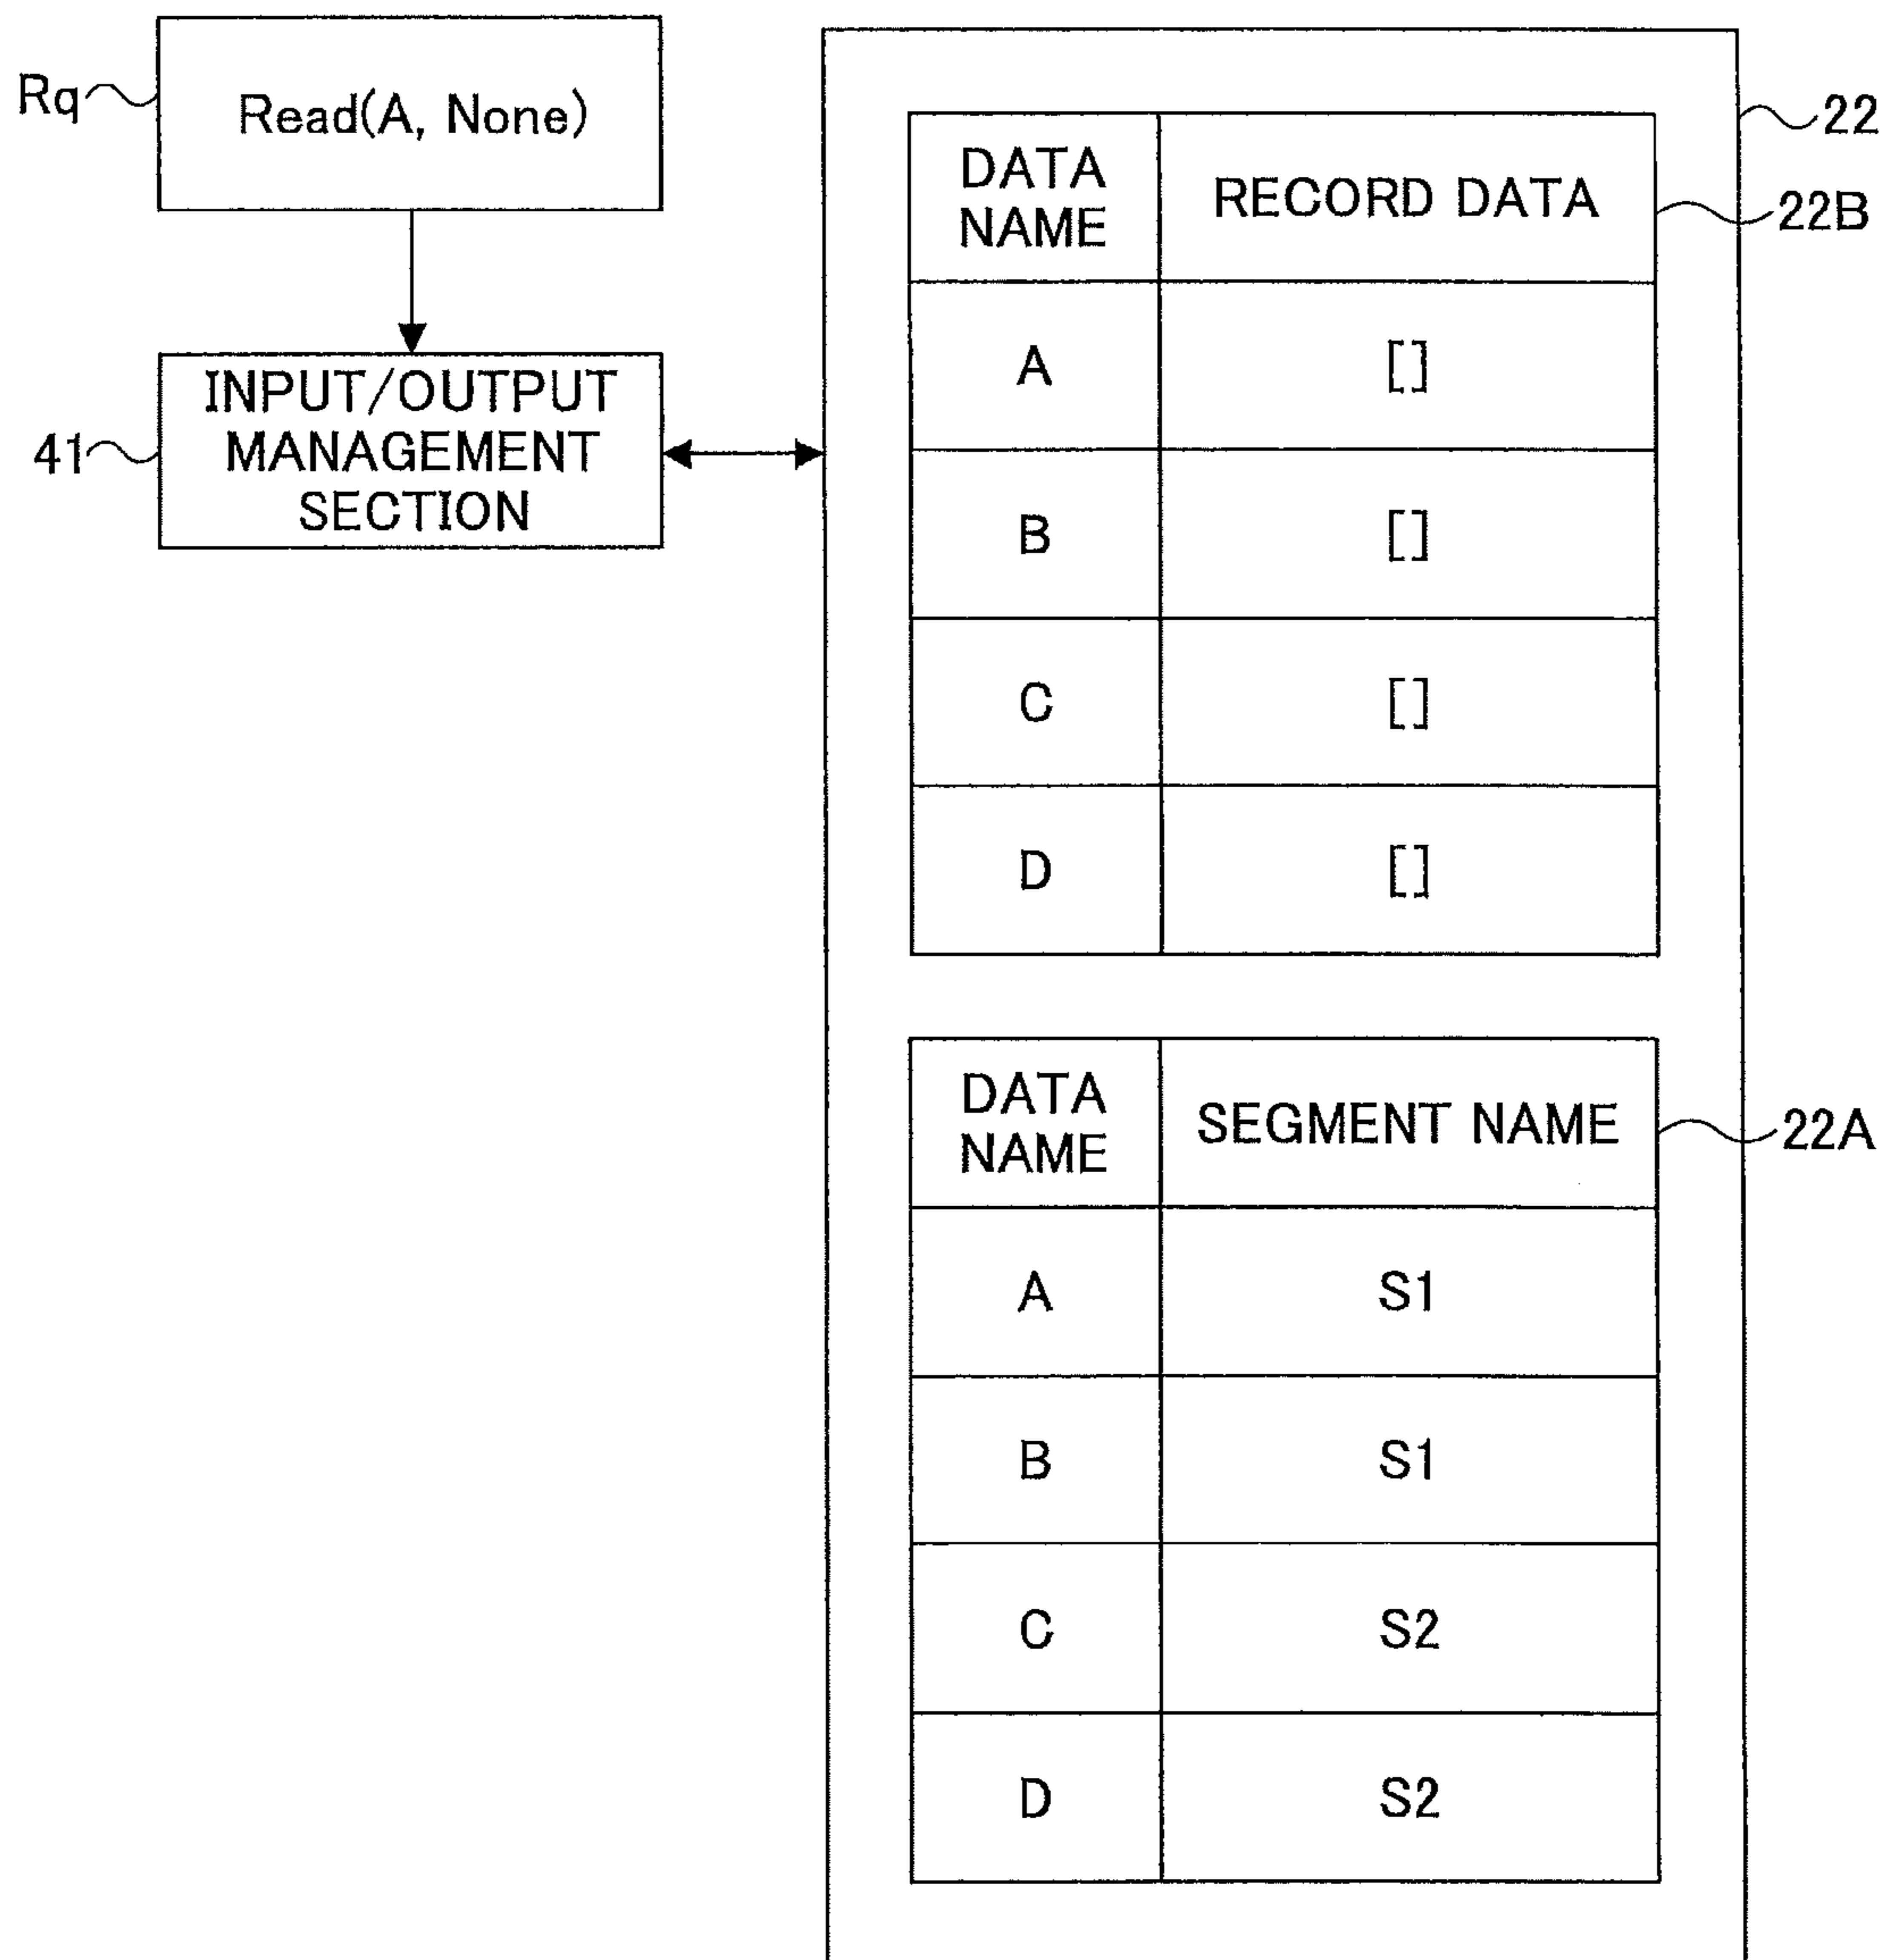 Rq
Read(A, None)
41
INPUT/OUTPUT
MANAGEMENT
SECTION
22
22B
DATA
NAME
RECORD DATA
A
[]
B
[]
C
[]
D
[]
22A
DATA
NAME
SEGMENT NAME
A
S1
B
S1
C
S2
D
S2